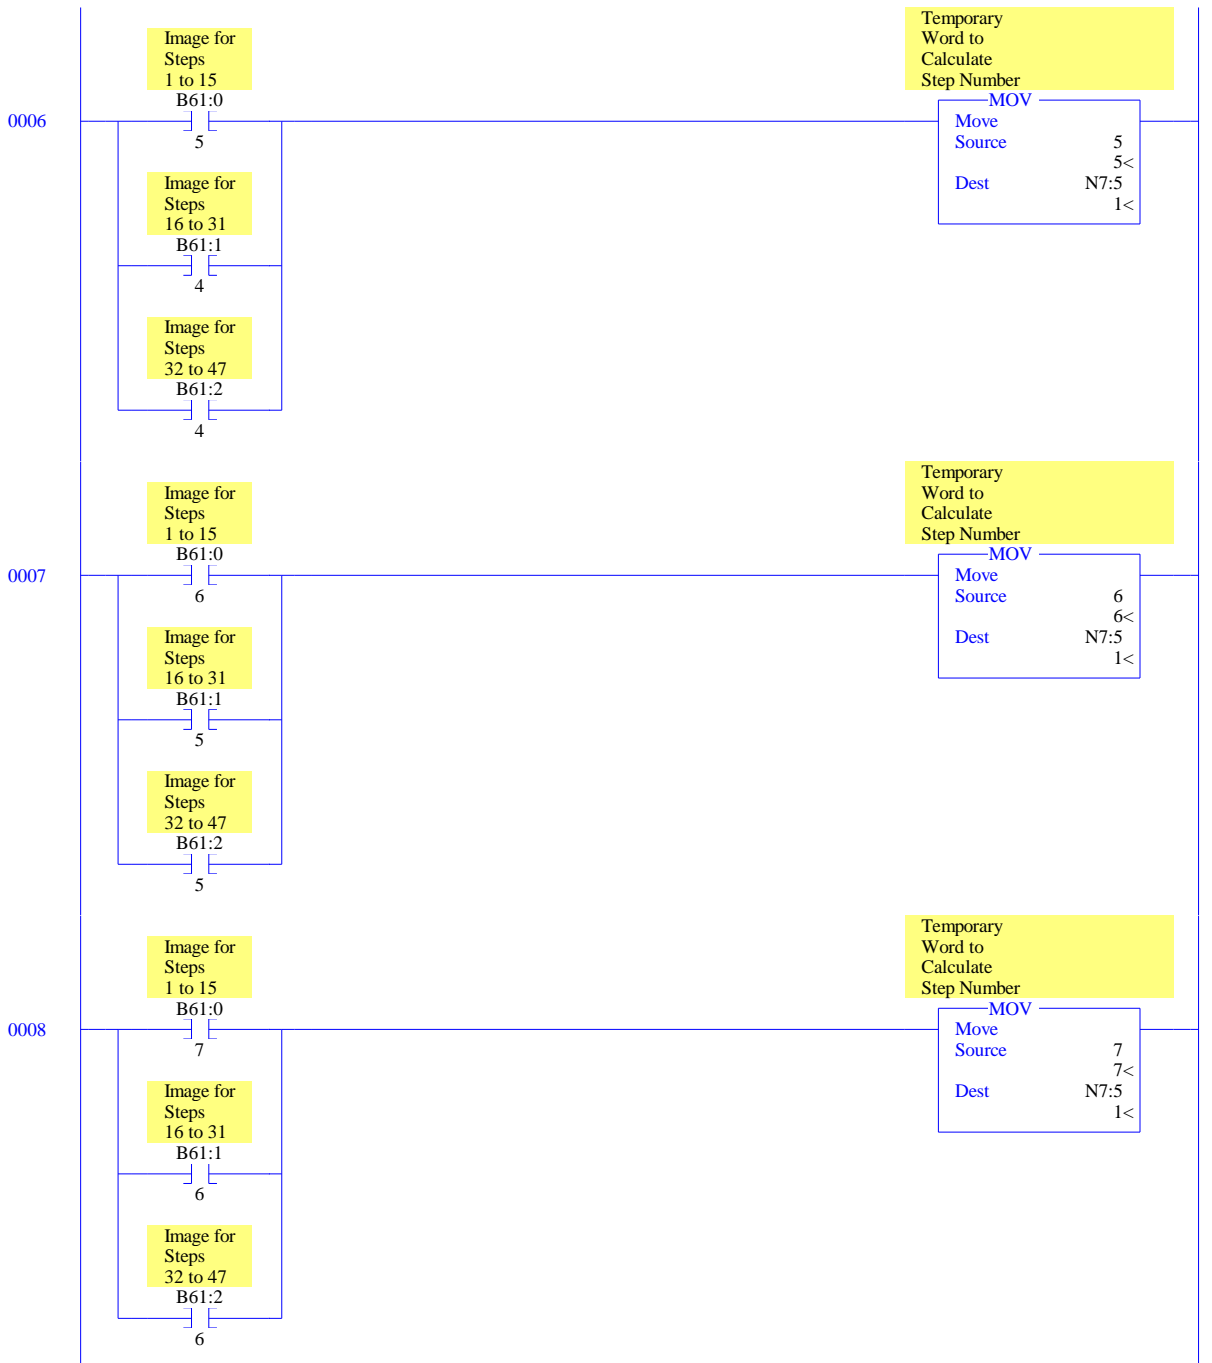 Temporary
Word to
Calculate
Step Number
Image for
Steps
1 to 15
B61:0
5
MOV
Move
Source 5
5<
Dest N7:5
1<
0006
Image for
Steps
16 to 31
B61:1
4
Image for
Steps
32 to 47
B61:2
4
Temporary
Word to
Calculate
Step Number
Image for
Steps
1 to 15
B61:0
6
MOV
Move
Source 6
6<
Dest N7:5
1<
0007
Image for
Steps
16 to 31
B61:1
5
Image for
Steps
32 to 47
B61:2
5
Temporary
Word to
Calculate
Step Number
Image for
Steps
1 to 15
B61:0
7
MOV
Move
Source 7
7<
Dest N7:5
1<
0008
Image for
Steps
16 to 31
B61:1
6
Image for
Steps
32 to 47
B61:2
6